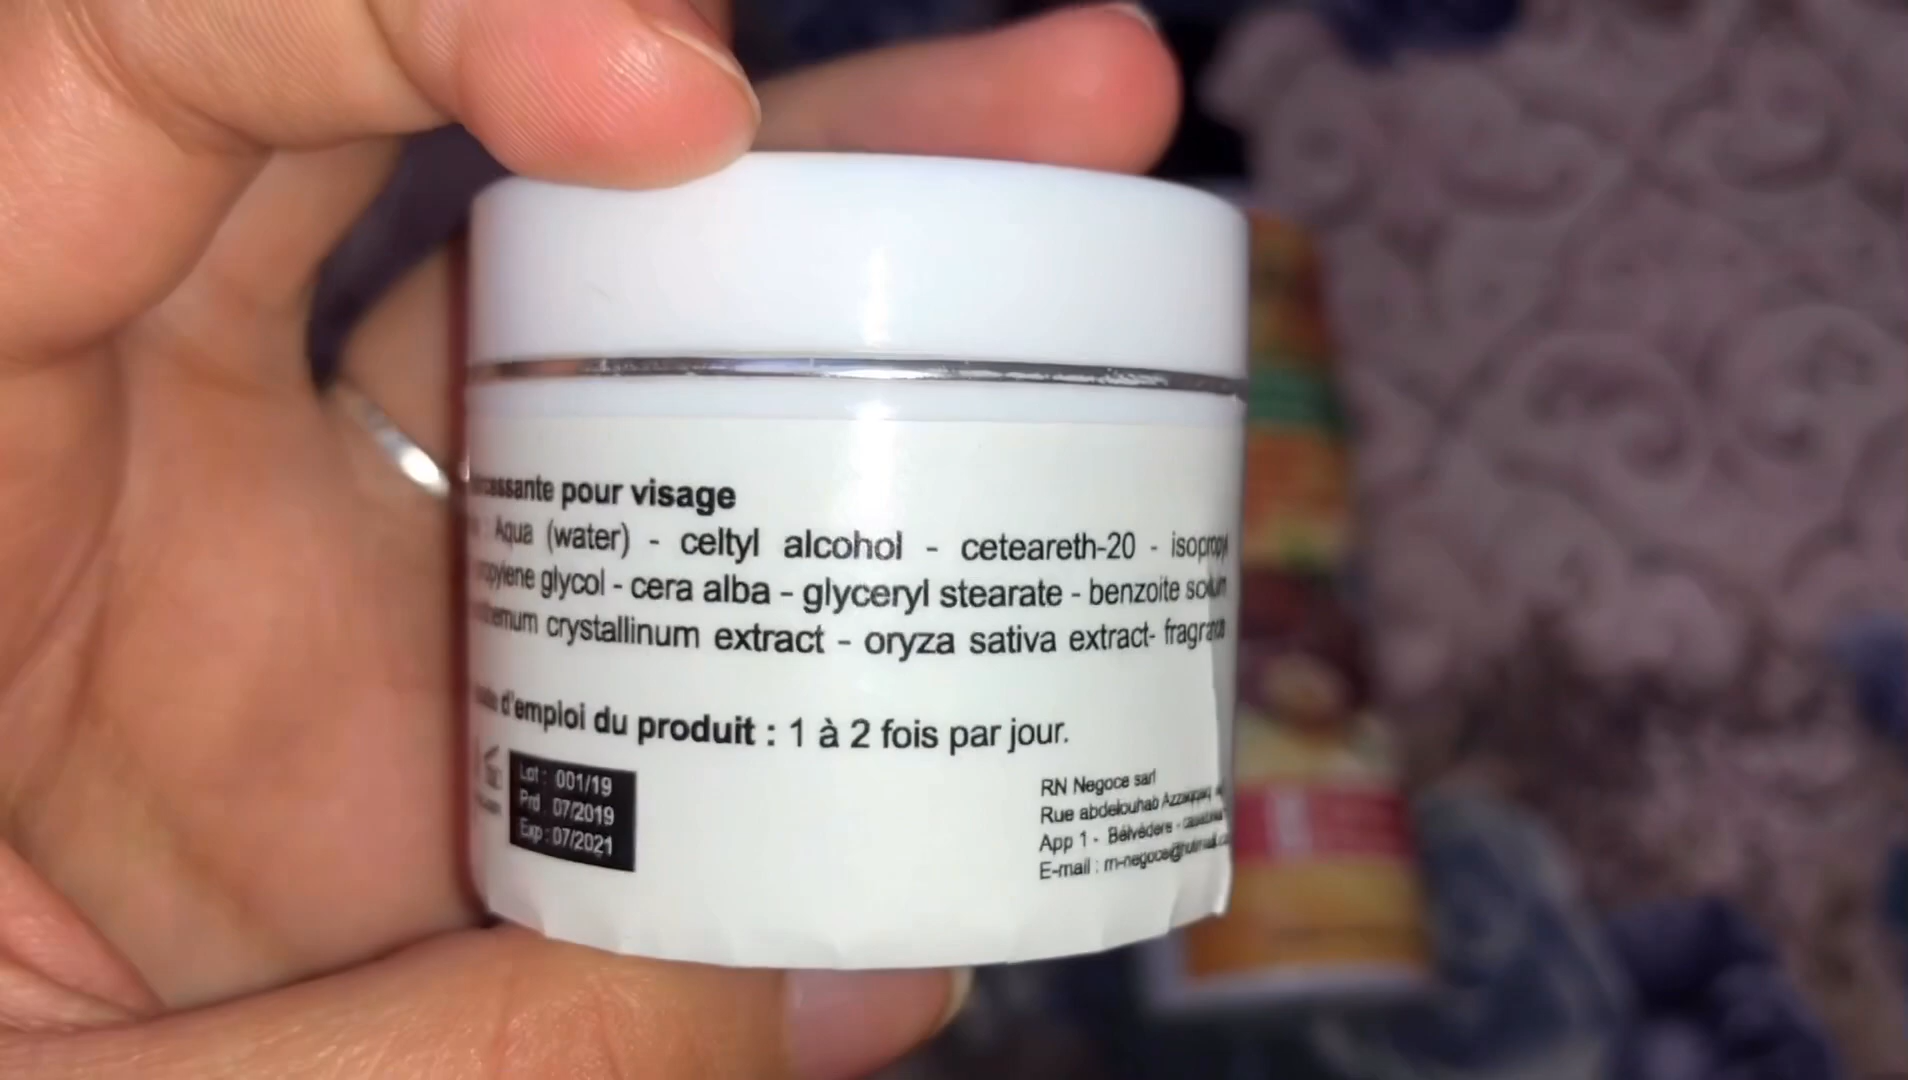 pour visage
Aqua (water) - celtyl alcohol - ceteareth-20 - isopropyl
glycol - cera alba - glyceryl stearate - benzoite
crystallinum extract - oryza sativa extract- fragrance
d'emploi du produit : 1 à 2 fois par jour.
Lot : 001/19
Prd : 07/2019
Exp : 07/2021
RN Negoce sarl
Rue abdelouhab
App 1 - Bélvédere -
E-mail :